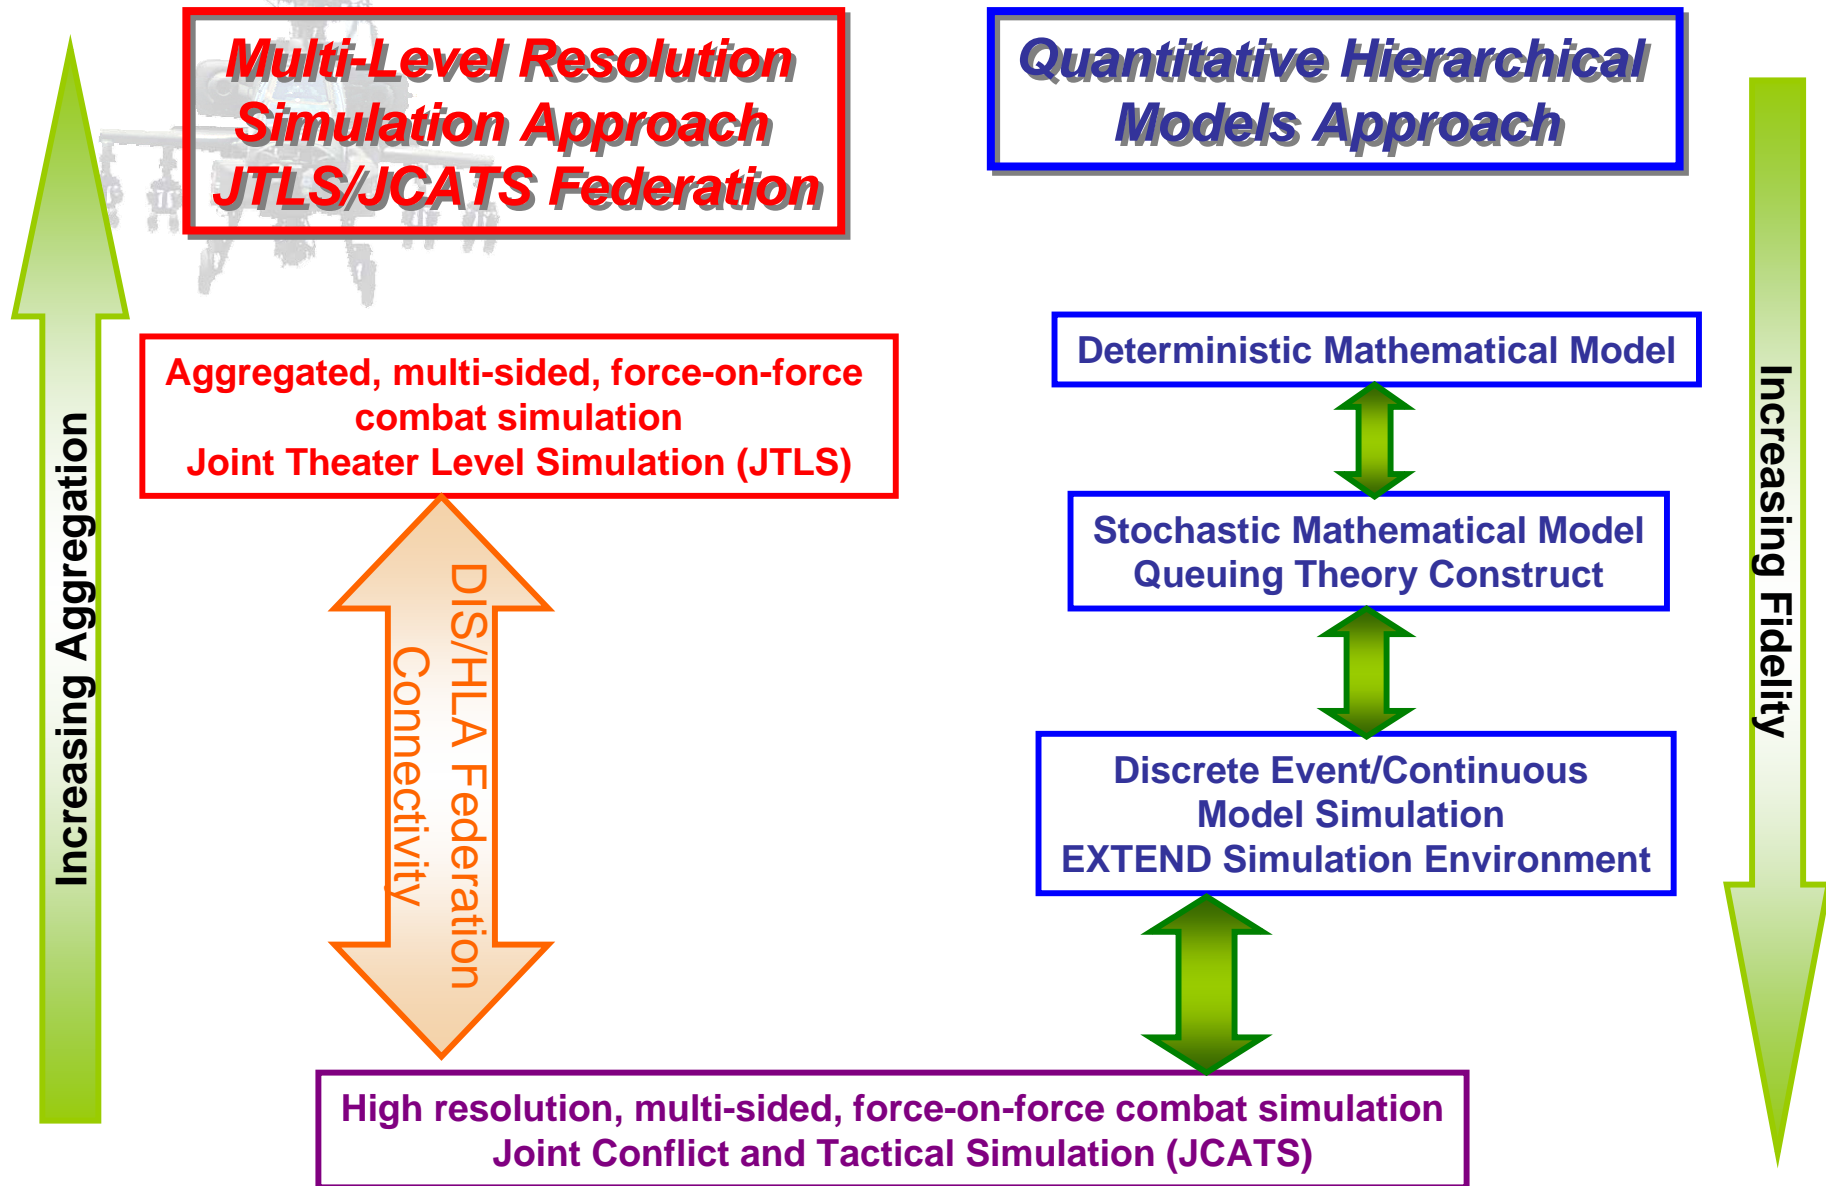 Multi-Level Resolution
Simulation Approach
JTLS/JCATS Federation
Quantitative Hierarchical
Models Approach
Increasing Aggregation
Aggregated, multi-sided, force-on-force
combat simulation
Joint Theater Level Simulation (JTLS)
DIS/HLA Federation
Connectivity
Deterministic Mathematical Model
Stochastic Mathematical Model
Queuing Theory Construct
Discrete Event/Continuous
Model Simulation
EXTEND Simulation Environment
Increasing Fidelity
High resolution, multi-sided, force-on-force combat simulation
Joint Conflict and Tactical Simulation (JCATS)